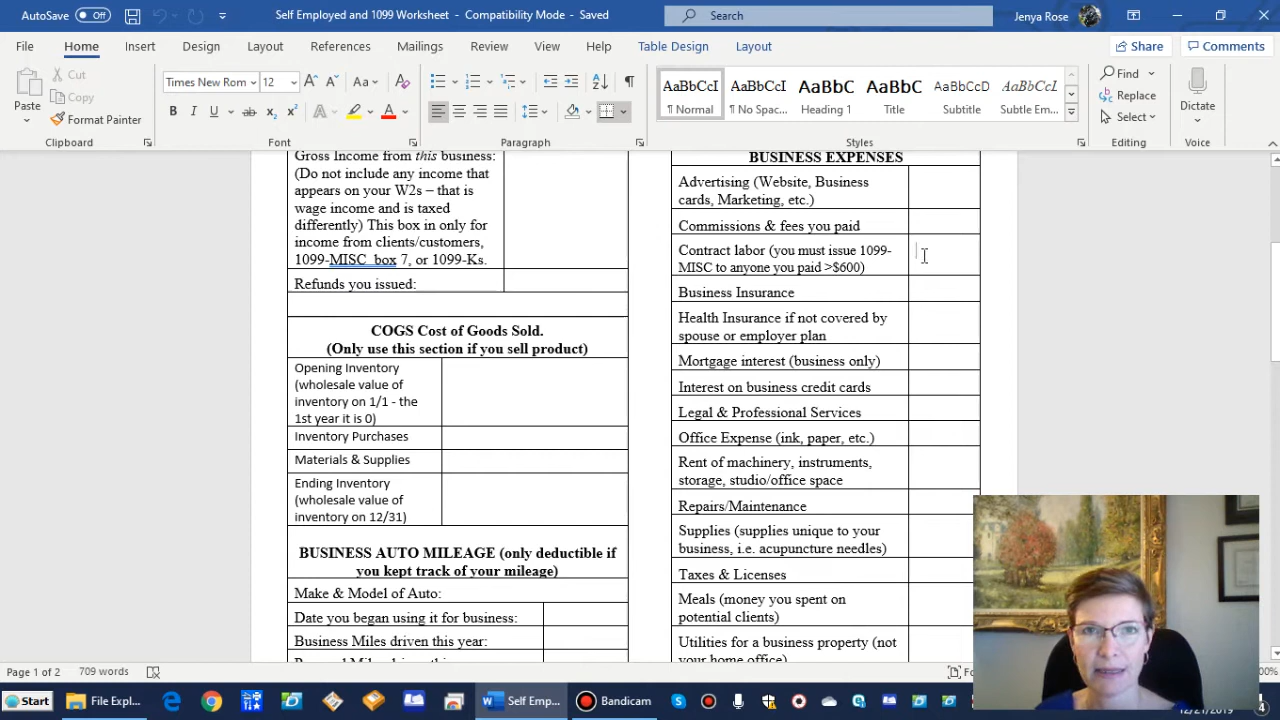 AutoSave Off
Self Employed and 1099 Worksheet - Compatibility Mode - Saved
Search
Jenya Rose
File Home Insert Design Layout References Mailings Review View Help Table Design Layout
Share Comments
Paste
Cut
Copy
Format Painter
Clipboard
Times New Rom 12
Font
Paragraph
AaBbCcI
¶ Normal
AaBbCcI
¶ No Spac...
AaBbC
Heading 1
AaBbC
Title
AaBbCcD
Subtitle
AaBbCcI
Subtle Em...
Styles
Find
Replace
Select
Editing
Dictate
Voice
Gross Income from this business:
(Do not include any income that
appears on your W2s – that is
wage income and is taxed
differently) This box in only for
income from clients/customers,
1099-MISC box 7, or 1099-Ks.
Refunds you issued:
COGS Cost of Goods Sold.
(Only use this section if you sell product)
Opening Inventory
(wholesale value of
inventory on 1/1 - the
1st year it is 0)
Inventory Purchases
Materials & Supplies
Ending Inventory
(wholesale value of
inventory on 12/31)
BUSINESS AUTO MILEAGE (only deductible if
you kept track of your mileage)
Make & Model of Auto:
Date you began using it for business:
Business Miles driven this year:
BUSINESS EXPENSES
Advertising (Website, Business
cards, Marketing, etc.)
Commissions & fees you paid
Contract labor (you must issue 1099-
MISC to anyone you paid >$600)
Business Insurance
Health Insurance if not covered by
spouse or employer plan
Mortgage interest (business only)
Interest on business credit cards
Legal & Professional Services
Office Expense (ink, paper, etc.)
Rent of machinery, instruments,
storage, studio/office space
Repairs/Maintenance
Supplies (supplies unique to your
business, i.e. acupuncture needles)
Taxes & Licenses
Meals (money you spent on
potential clients)
Utilities for a business property (not
your home office)
Page 1 of 2 709 words
Start
File Expl...
Self Emp...
Bandicam
12/21/2019